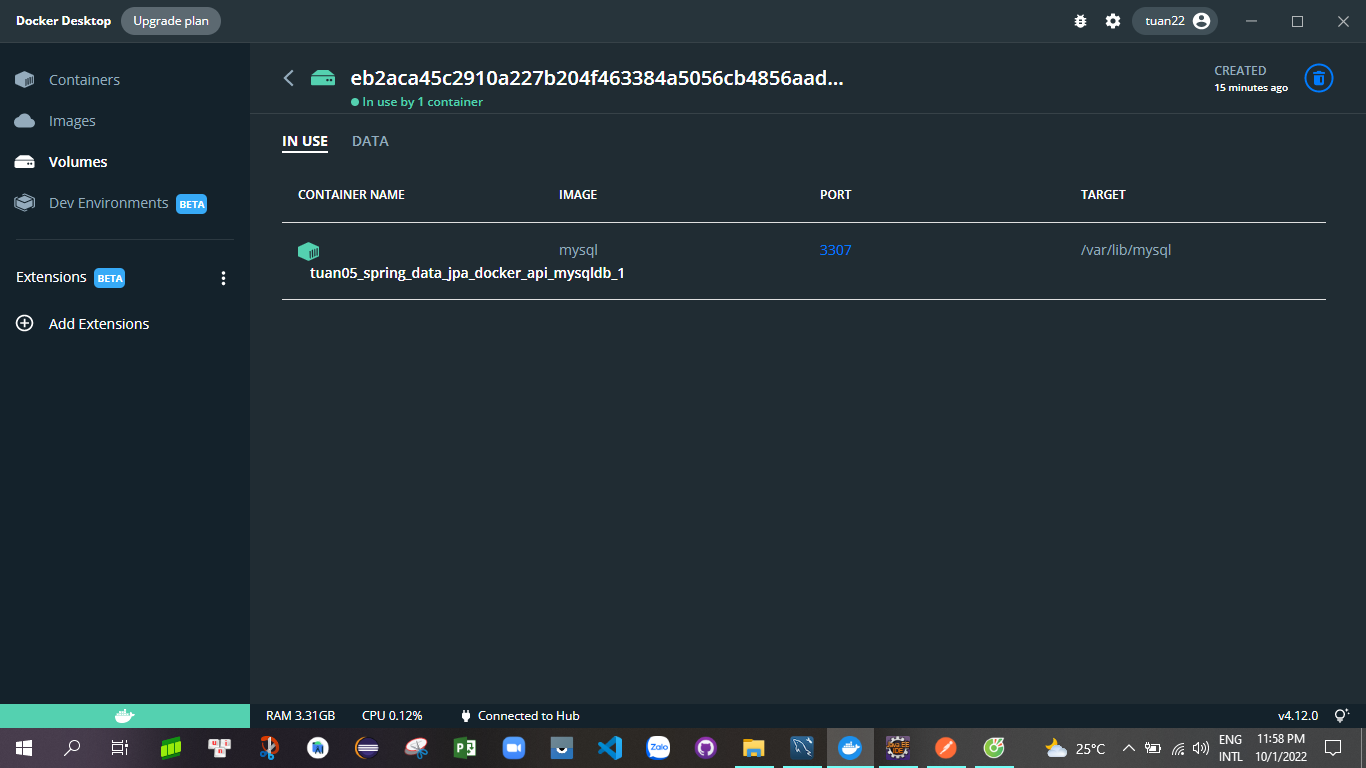 Docker Desktop Upgrade plan tuan22
Containers
Images
Volumes
Dev Environments BETA
Extensions BETA
Add Extensions
eb2aca45c2910a227b204f463384a5056cb4856aad...
In use by 1 container
CREATED
15 minutes ago
IN USE DATA
CONTAINER NAME IMAGE PORT TARGET
mysql 3307 /var/lib/mysql
tuan05_spring_data_jpa_docker_api_mysqldb_1
RAM 3.31GB CPU 0.12% Connected to Hub v4.12.0
Zalo
25°C
ENG
INTL
11:58 PM
10/1/2022